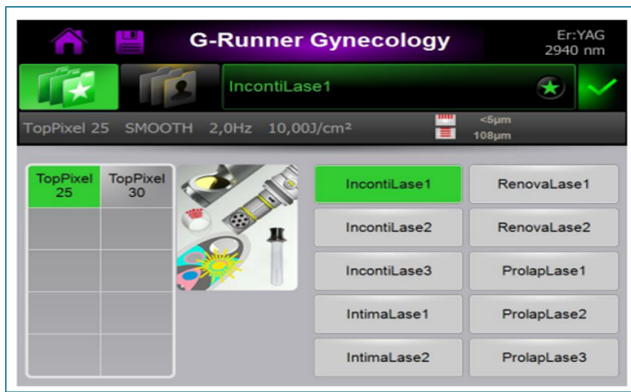 G-Runner Gynecology
Er:YAG
2940 nm
IncontiLase1
TopPixel 25 SMOOTH 2,0Hz 10,00J/cm²
<5µm
108µm
TopPixel
25
TopPixel
30
IncontiLase1
RenovaLase1
IncontiLase2
RenovaLase2
IncontiLase3
ProlapLase1
IntimaLase1
ProlapLase2
IntimaLase2
ProlapLase3